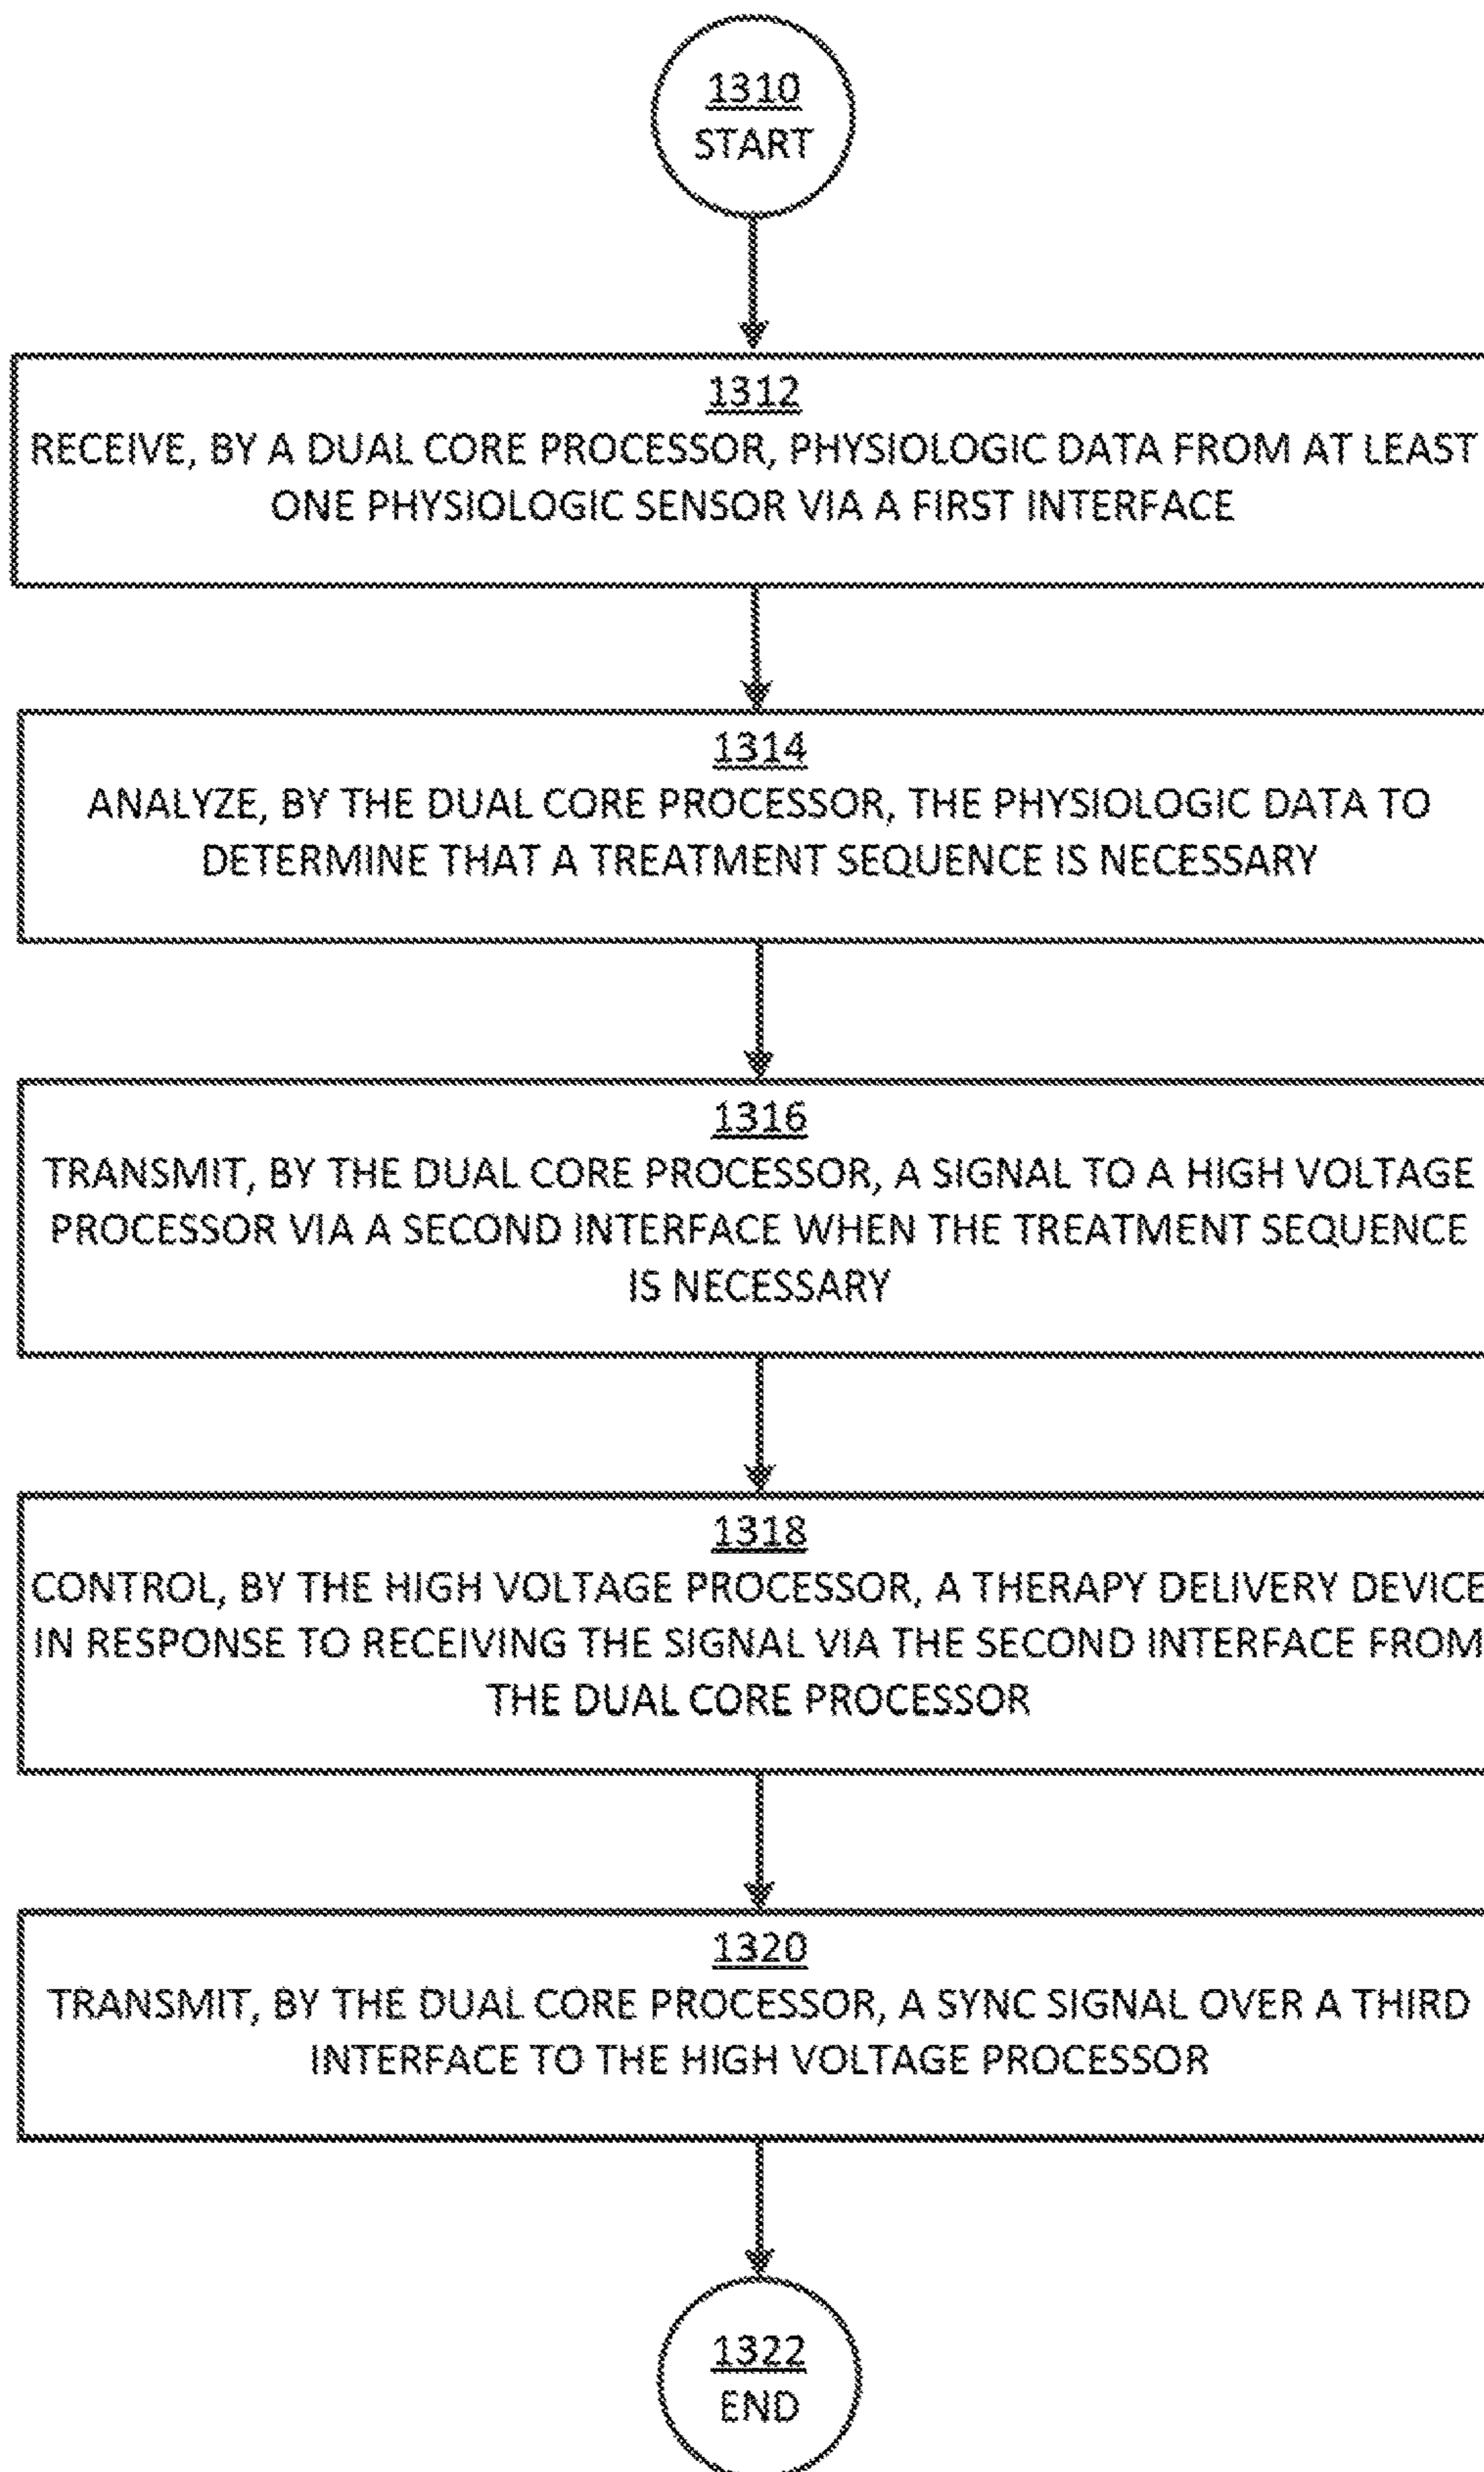 1310
START
1312
RECEIVE, BY A DUAL CORE PROCESSOR, PHYSIOLOGIC DATA FROM AT LEAST
ONE PHYSIOLOGIC SENSOR VIA A FIRST INTERFACE
1314
ANALYZE, BY THE DUAL CORE PROCESSOR, THE PHYSIOLOGIC DATA TO
DETERMINE THAT A TREATMENT SEQUENCE IS NECESSARY
1316
TRANSMIT, BY THE DUAL CORE PROCESSOR, A SIGNAL TO A HIGH VOLTAGE
PROCESSOR VIA A SECOND INTERFACE WHEN THE TREATMENT SEQUENCE
IS NECESSARY
1318
CONTROL, BY THE HIGH VOLTAGE PROCESSOR, A THERAPY DELIVERY DEVICE
IN RESPONSE TO RECEIVING THE SIGNAL VIA THE SECOND INTERFACE FROM
THE DUAL CORE PROCESSOR
1320
TRANSMIT, BY THE DUAL CORE PROCESSOR, A SYNC SIGNAL OVER A THIRD
INTERFACE TO THE HIGH VOLTAGE PROCESSOR
1322
END